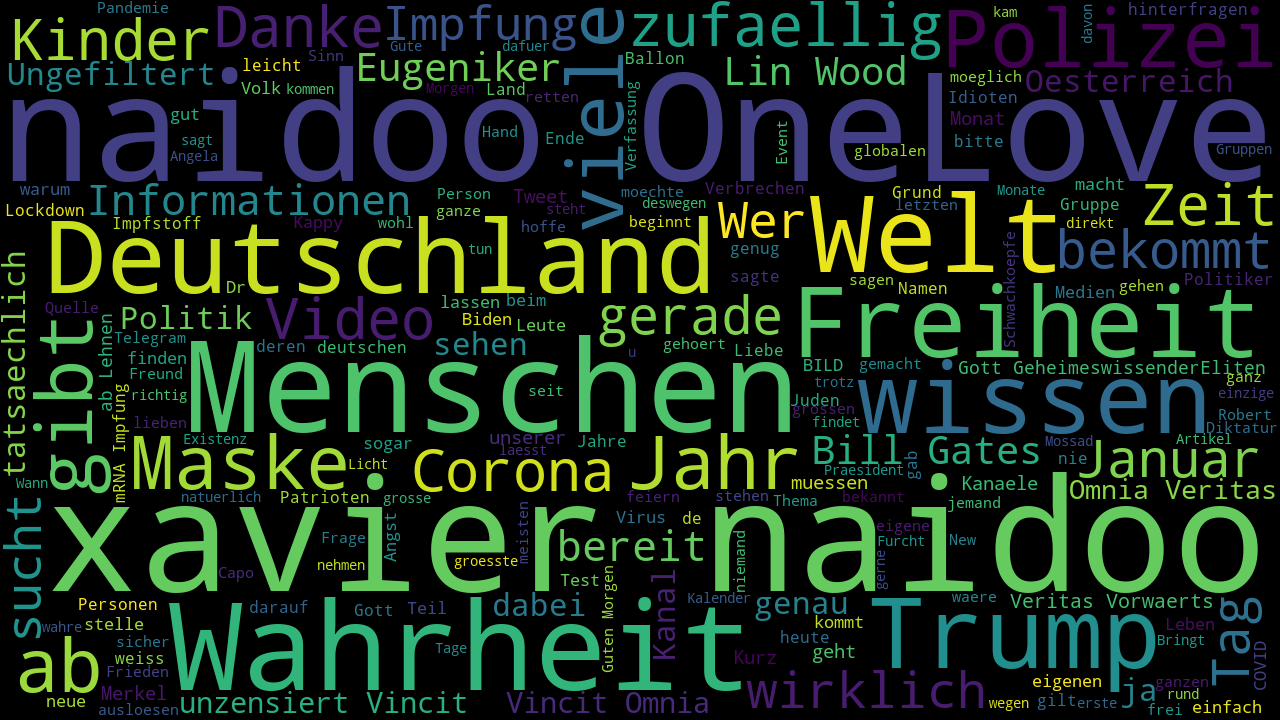 Pandemie
kam
hinterfragen
Kinder
Danke
Impfung
viele
zufaellig
Polizei
davon
Gute
dafuer
Sinn
Ungefiltert
leicht
Eugeniker
Ballon
Lin Wood
moeglich
Oesterreich
Volk
kommen
Morgen
Land
retten
Verfassung
Idioten
naidoo
OneLove
gut
Monat
sagt
Hand
Ende
Event
bitte
Angela
globalen
Gruppen
warum
Informationen
Person
Tweet
moechte
Verbrechen
Grund
Monate
macht
Lockdown
ganze
steht
deswegen
letzten
Gruppe
Zeit
Impfstoff
Kappy
wohl
hoffe
beginnt
Wer
Welt
direkt
Deutschland
tun
genug
bekommt
tatsaechlich
Dr
sagte
sagen
Namen
Schwachkoepfe
gehen
Politiker
Quelle
Video
lassen
beim
gerade
Freiheit
Medien
gibt
ab Lehnen
Politik
Biden
Leute
Telegram
deren
deutschen
sehen
u
gehoert
Liebe
finden
BILD
gemacht
Gott
GeheimeswissenderEliten
Freund
Menschen
trotz
wissen
ganz
richtig
seit
Juden
einzige
mRNA Impfung
lieben
grossen
findet
Robert
Diktatur
Existenz
sogar
unserer
Jahre
Bill Gates
Mossad
Artikel
Maske
Licht
laesst
Corona
Jahr
Praesident
gab
nie
Januar
Wann
muessen
Kanaele
Omnia Veritas
natuerlich
Patrioten
grosse
feiern
stehen
Thema
bekannt
jemand
sucht
xavier naidoo
Angst
Virus
de
eigene
Frage
meisten
bereit
niemand
Furcht
New
nehmen
groesste
Capo
Test
gerne
Personen
darauf
Gott
Teil
dabei
Guten Morgen
Kanal
Kalender
genau
waere
Veritas Vorwaerts
wahre
stelle
kommt
Trump
Leben
Tag
sicher
Wahrheit
heute
Bringt
ab
weiss
Tage
Kurz
geht
COVID
Frieden
eigenen
ganzen
neue
Merkel
wirklich
ja
rund
ausloesen
unzensiert
Vincit
Vincit Omnia
wegen
gilt
erste
frei
einfach